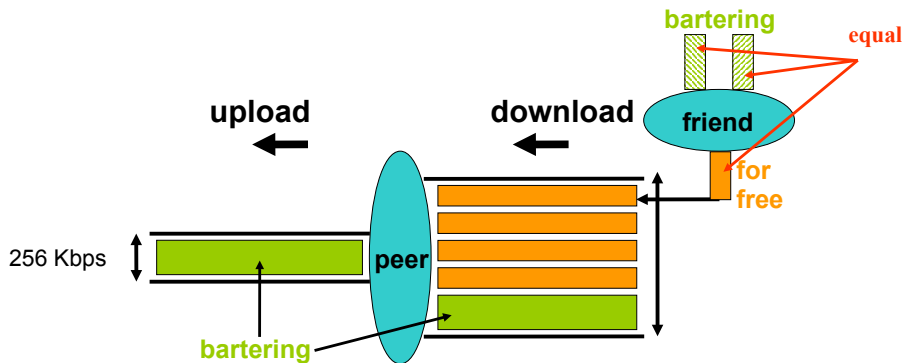 bartering
equal
upload
download
friend
for
free
256 Kbps
peer
bartering